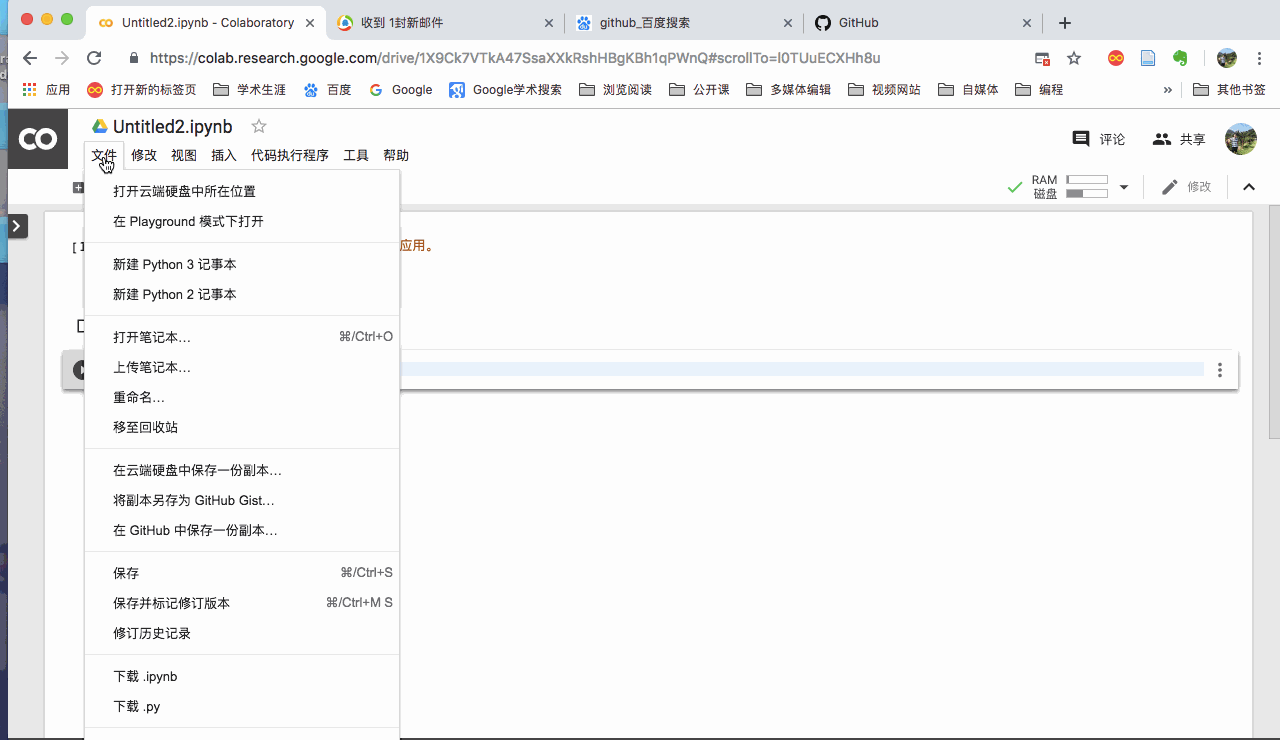 Untitled2.ipynb - Colaboratory
收到 1封新邮件
github_百度搜索
GitHub
https://colab.research.google.com/drive/1X9Ck7VTkA47SsaXXkRshHBgKBh1qPWnQ#scrollTo=I0TUuECXHh8u
应用 打开新的标签页 学术生涯 百度 Google Google学术搜索 浏览阅读 公开课 多媒体编辑 视频网站 自媒体 编程 » 其他书签
CO Untitled2.ipynb
评论 共享
文件 修改 视图 插入 代码执行程序 工具 帮助
RAM
磁盘
修改
打开云端硬盘中所在位置
在 Playground 模式下打开
应用。
新建 Python 3 记事本
新建 Python 2 记事本
打开笔记本… ⌘/Ctrl+O
上传笔记本…
重命名…
移至回收站
在云端硬盘中保存一份副本…
将副本另存为 GitHub Gist…
在 GitHub 中保存一份副本…
保存 ⌘/Ctrl+S
保存并标记修订版本 ⌘/Ctrl+M S
修订历史记录
下载 .ipynb
下载 .py